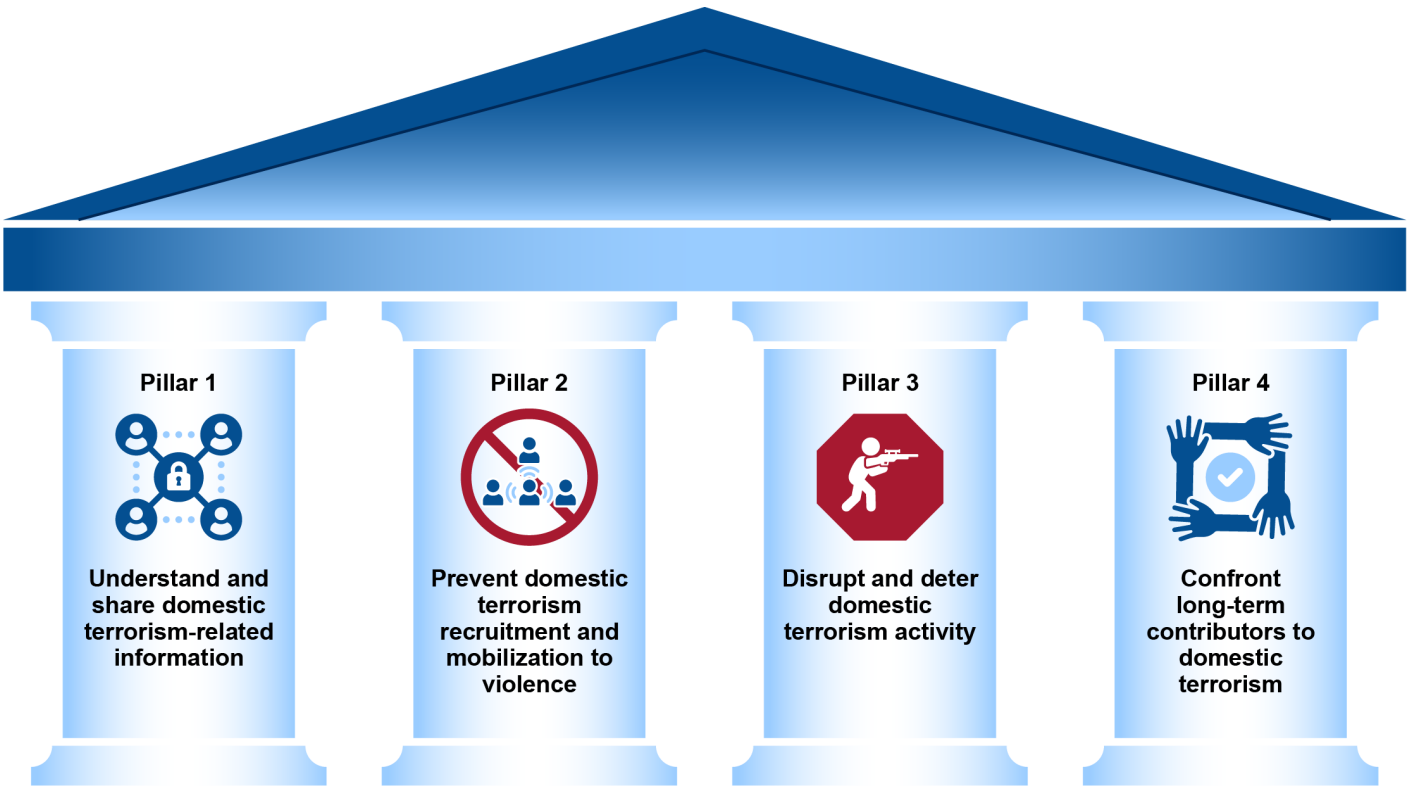 Pillar 1
Understand and
share domestic
terrorism-related
information
Pillar 2
Prevent domestic
terrorism
recruitment and
mobilization to
violence
Pillar 3
Disrupt and deter
domestic
terrorism activity
Pillar 4
Confront
long-term
contributors to
domestic
terrorism